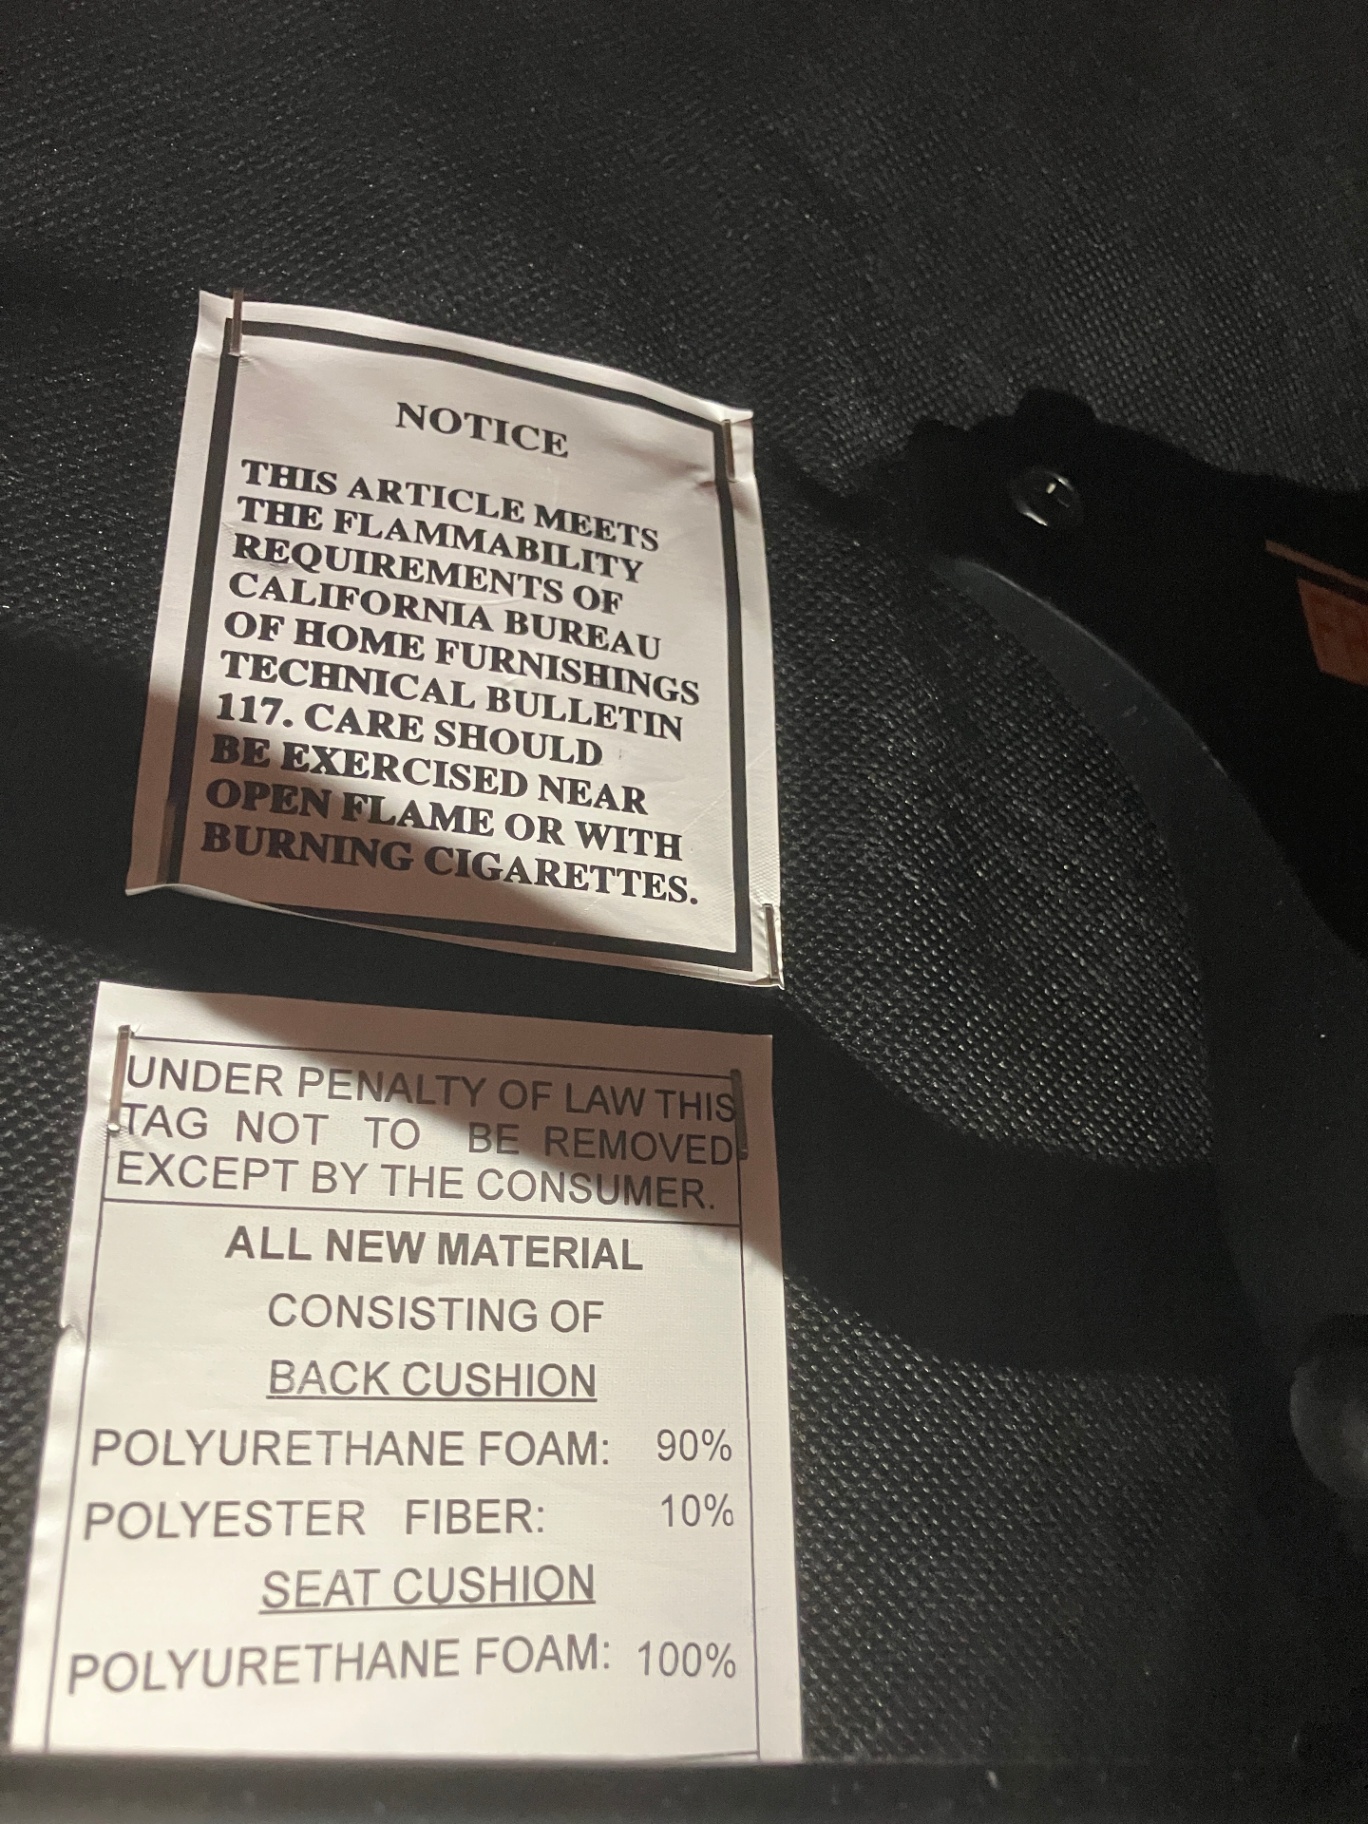 NOTICE
THIS ARTICLE MEETS
THE FLAMMABILITY
REQUIREMENTS OF
CALIFORNIA BUREAU
OF HOME FURNISHINGS
TECHNICAL BULLETIN
117. CARE SHOULD
BE EXERCISED NEAR
OPEN FLAME OR WITH
BURNING CIGARETTES.
UNDER PENALTY OF LAW THIS
TAG NOT TO BE REMOVED
EXCEPT BY THE CONSUMER.
ALL NEW MATERIAL
CONSISTING OF
BACK CUSHION
POLYURETHANE FOAM: 90%
POLYESTER FIBER: 10%
SEAT CUSHION
POLYURETHANE FOAM: 100%